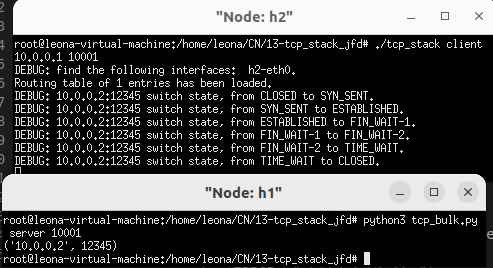 "Node: h2"
root@leona-virtual-machine:/home/leona/CN/13-tcp_stack_jfd# ./tcp_stack client
10.0.0.1 10001
DEBUG: find the following interfaces:  h2-eth0.
Routing table of 1 entries has been loaded.
DEBUG: 10.0.0.2:12345 switch state, from CLOSED to SYN_SENT.
DEBUG: 10.0.0.2:12345 switch state, from SYN_SENT to ESTABLISHED.
DEBUG: 10.0.0.2:12345 switch state, from ESTABLISHED to FIN_WAIT-1.
DEBUG: 10.0.0.2:12345 switch state, from FIN_WAIT-1 to FIN_WAIT-2.
DEBUG: 10.0.0.2:12345 switch state, from FIN_WAIT-2 to TIME_WAIT.
DEBUG: 10.0.0.2:12345 switch state, from TIME_WAIT to CLOSED.
"Node: h1"
root@leona-virtual-machine:/home/leona/CN/13-tcp_stack_jfd# python3 tcp_bulk.py
 server 10001
('10.0.0.2', 12345)
root@leona-virtual-machine:/home/leona/CN/13-tcp_stack_jfd#